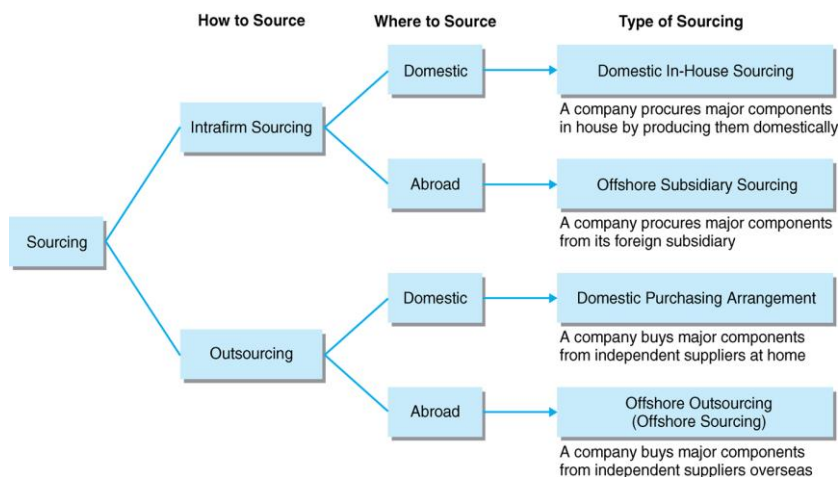 How to Source
Where to Source
Type of Sourcing
Domestic
Domestic In-House Sourcing
A company procures major components
in house by producing them domestically
Intrafirm Sourcing
Abroad
Offshore Subsidiary Sourcing
A company procures major components
from its foreign subsidiary
Sourcing
Domestic
Domestic Purchasing Arrangement
A company buys major components
from independent suppliers at home
Outsourcing
Abroad
Offshore Outsourcing
(Offshore Sourcing)
A company buys major components
from independent suppliers overseas